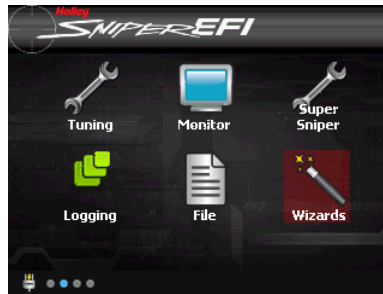 Holley
SNIPER EFI
Tuning
Monitor
Super
Sniper
Logging
File
Wizards